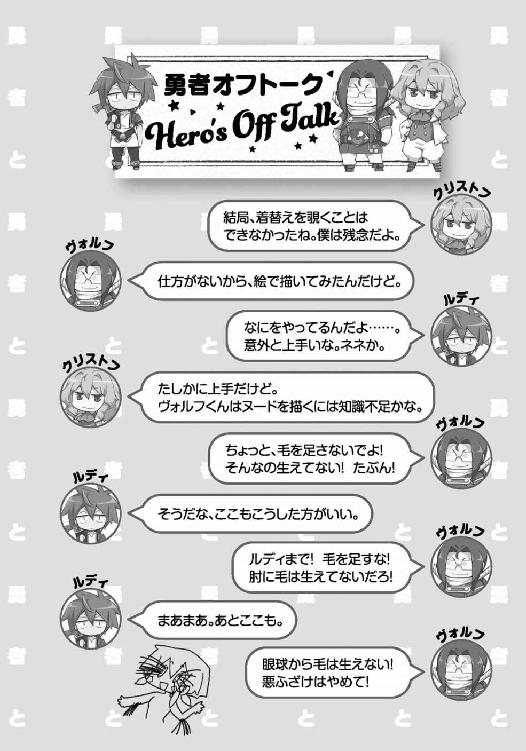 勇者オフトーク
Hero's Off Talk
クリストフ
結局、着替えを覗くことは
できなかったね。僕は残念だよ。
ヴォルフ
仕方がないから、絵で描いてみたんだけど。
ルディ
なにをやってるんだよ……。
意外と上手いな。ネネか。
クリストフ
たしかに上手だけど。
ヴォルフくんはヌードを描くには知識不足かな。
ヴォルフ
ちょっと、毛を足さないでよ!
そんなの生えてない! たぶん!
ルディ
そうだな、ここもこうした方がいい。
ヴォルフ
ルディまで! 毛を足すな!
肘に毛は生えてないだろ!
ルディ
まあまあ。あとここも。
ヴォルフ
眼球から毛は生えない!
悪ふざけはやめて!